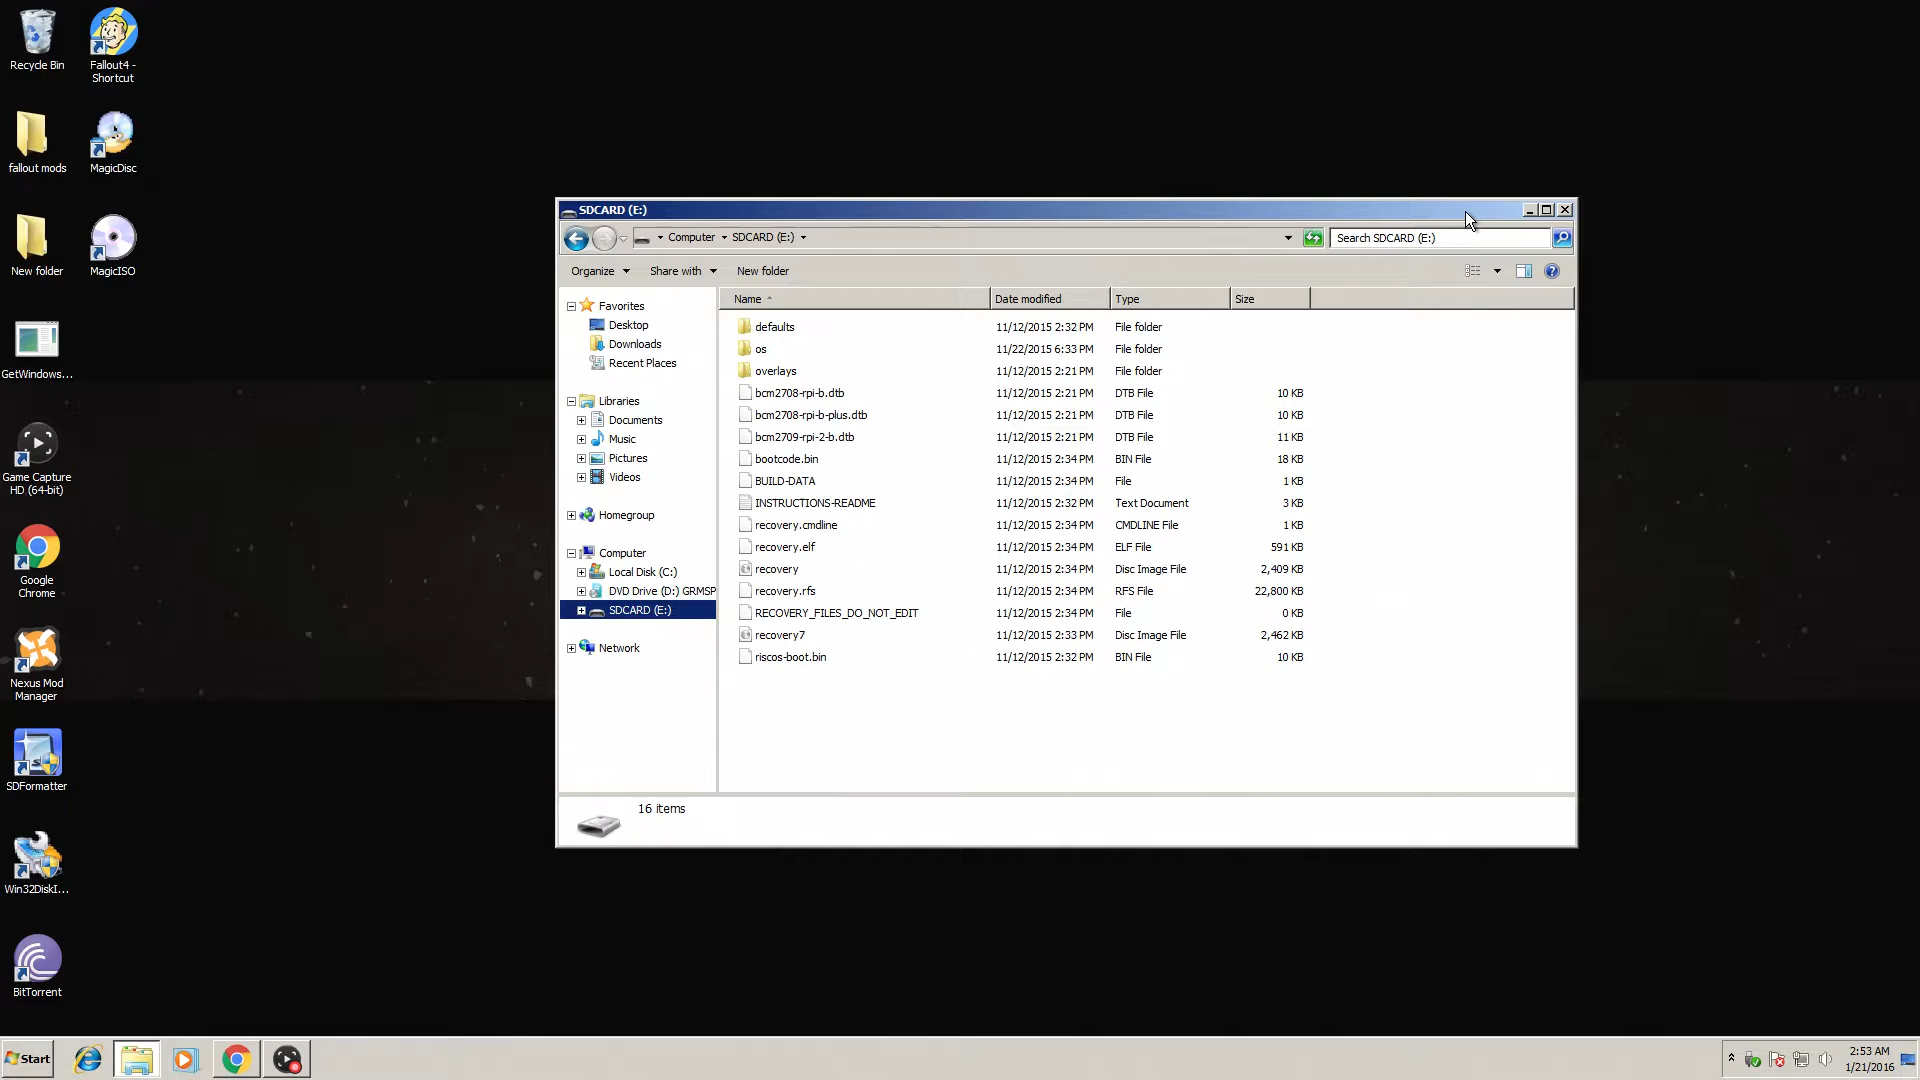 Recycle Bin
Fallout4 -
Shortcut
fallout mods
MagicDisc
New folder
MagicISO
GetWindows...
Game Capture
HD (64-bit)
Google
Chrome
Nexus Mod
Manager
SDFormatter
Win32DiskI...
BitTorrent
SDCARD (E:)
Computer SDCARD (E:)
Search SDCARD (E:)
Organize Share with New folder
Favorites
Desktop
Downloads
Recent Places
Libraries
Documents
Music
Pictures
Videos
Homegroup
Computer
Local Disk (C:)
DVD Drive (D:) GRMSP
SDCARD (E:)
Network
Name Date modified Type Size
defaults 11/12/2015 2:32 PM File folder
os 11/22/2015 6:33 PM File folder
overlays 11/12/2015 2:21 PM File folder
bcm2708-rpi-b.dtb 11/12/2015 2:21 PM DTB File 10 KB
bcm2708-rpi-b-plus.dtb 11/12/2015 2:21 PM DTB File 10 KB
bcm2709-rpi-2-b.dtb 11/12/2015 2:21 PM DTB File 11 KB
bootcode.bin 11/12/2015 2:34 PM BIN File 18 KB
BUILD-DATA 11/12/2015 2:34 PM File 1 KB
INSTRUCTIONS-README 11/12/2015 2:32 PM Text Document 3 KB
recovery.cmdline 11/12/2015 2:34 PM CMDLINE File 1 KB
recovery.elf 11/12/2015 2:34 PM ELF File 591 KB
recovery 11/12/2015 2:34 PM Disc Image File 2,409 KB
recovery.rfs 11/12/2015 2:34 PM RFS File 22,800 KB
RECOVERY_FILES_DO_NOT_EDIT 11/12/2015 2:34 PM File 0 KB
recovery7 11/12/2015 2:33 PM Disc Image File 2,462 KB
riscos-boot.bin 11/12/2015 2:32 PM BIN File 10 KB
16 items
Start
2:53 AM
1/21/2016